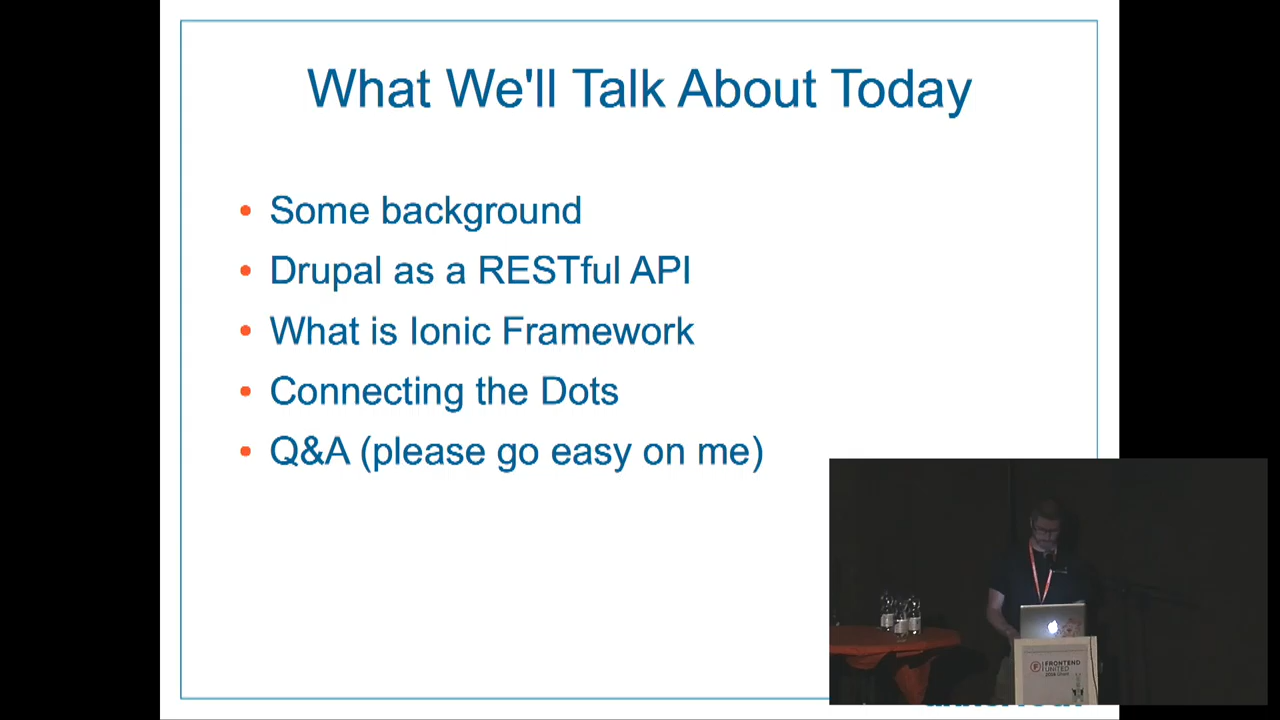 What We'll Talk About Today
Some background
Drupal as a RESTful API
What is Ionic Framework
Connecting the Dots
Q&A (please go easy on me)
FRONTEND
UNITED